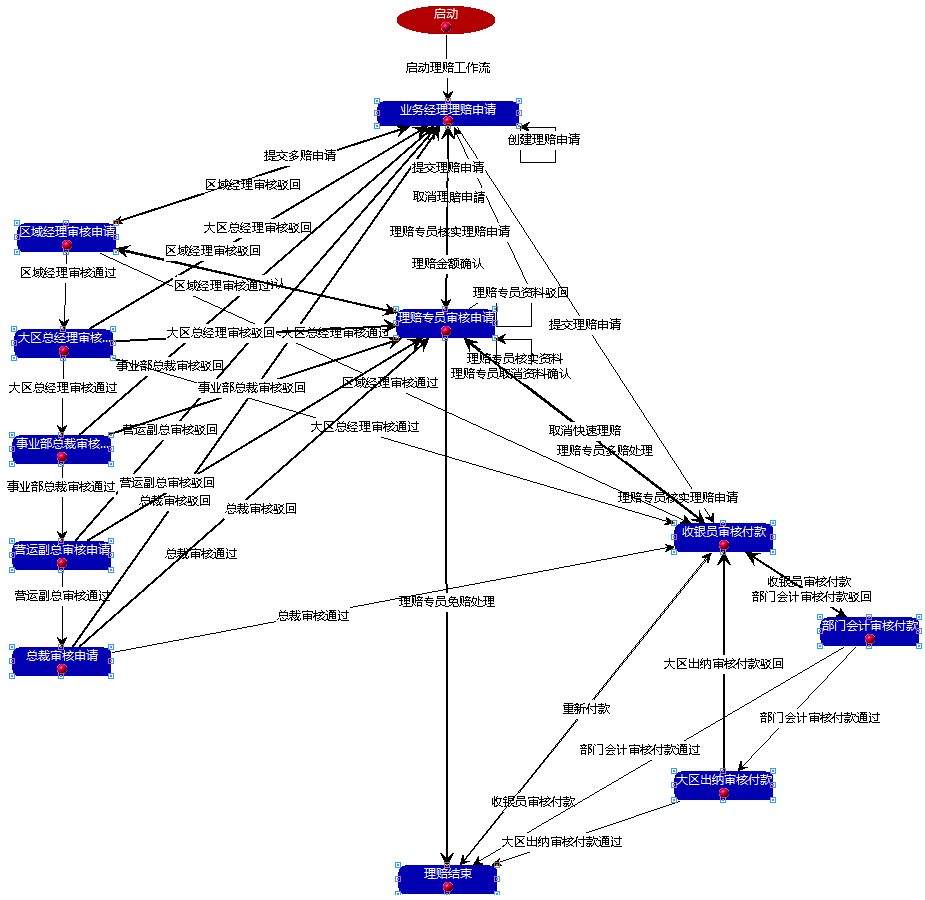 启动
启动理赔工作流
业务经理理赔申请
创建理赔申请
提交多赔申请
提交理赔申请
区域经理审核驳回
取消理赔申請
大区总经理审核驳回
区域经理审核申请
理赔专员核实理赔申请
区域经理审核驳回
理赔金额确认
区域经理审核通过
区域经理审核通过
认
理赔专员资料驳回
理赔专员审核申请
提交理赔申请
大区总经理审核...
大区总经理审核驳回
大区总经理审核通过
理赔专员核实资料
事业部总裁审核驳回
理赔专员取消资料确认
大区总经理审核通过
事业部总裁审核驳回
区域经理审核通过
大区总经理审核通过
营运副总审核驳回
取消快速理赔
事业部总裁审核...
理赔专员多赔处理
事业部总裁审核通过
营运副总审核驳回
总裁审核驳回
理赔专员核实理赔申请
总裁审核驳回
收银员审核付款
营运副总审核申请
总裁审核通过
收银员审核付款
营运副总审核通过
部门会计审核付款驳回
理赔专员免赔处理
总裁审核通过
部门会计审核付款
总裁审核申请
大区出纳审核付款驳回
重新付款
部门会计审核付款通过
部门会计审核付款通过
大区出纳审核付款
收银员审核付款
大区出纳审核付款通过
理赔结束